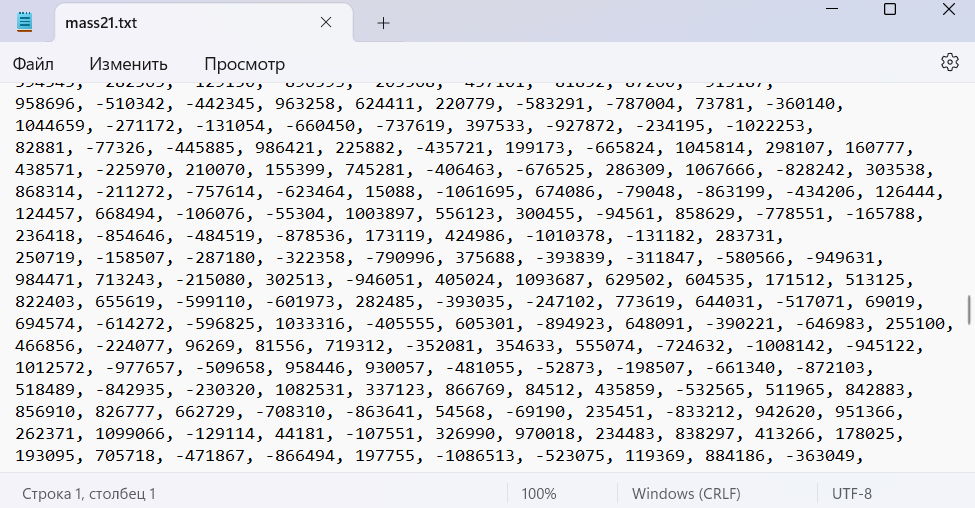 mass21.txt
Файл Изменить Просмотр
958696, -510342, -442345, 963258, 624411, 220779, -583291, -787004, 73781, -360140,
1044659, -271172, -131054, -660450, -737619, 397533, -927872, -234195, -1022253,
82881, -77326, -445885, 986421, 225882, -435721, 199173, -665824, 1045814, 298107, 160777,
438571, -225970, 210070, 155399, 745281, -406463, -676525, 286309, 1067666, -828242, 303538,
868314, -211272, -757614, -623464, 15088, -1061695, 674086, -79048, -863199, -434206, 126444,
124457, 668494, -106076, -55304, 1003897, 556123, 300455, -94561, 858629, -778551, -165788,
236418, -854646, -484519, -878536, 173119, 424986, -1010378, -131182, 283731,
250719, -158507, -287180, -322358, -790996, 375688, -393839, -311847, -580566, -949631,
984471, 713243, -215080, 302513, -946051, 405024, 1093687, 629502, 604535, 171512, 513125,
822403, 655619, -599110, -601973, 282485, -393035, -247102, 773619, 644031, -517071, 69019,
694574, -614272, -596825, 1033316, -405555, 605301, -894923, 648091, -390221, -646983, 255100,
466856, -224077, 96269, 81556, 719312, -352081, 354633, 555074, -724632, -1008142, -945122,
1012572, -977657, -509658, 958446, 930057, -481055, -52873, -198507, -661340, -872103,
518489, -842935, -230320, 1082531, 337123, 866769, 84512, 435859, -532565, 511965, 842883,
856910, 826777, 662729, -708310, -863641, 54568, -69190, 235451, -833212, 942620, 951366,
262371, 1099066, -129114, 44181, -107551, 326990, 970018, 234483, 838297, 413266, 178025,
193095, 705718, -471867, -866494, 197755, -1086513, -523075, 119369, 884186, -363049,
Строка 1, столбец 1 100% Windows (CRLF) UTF-8